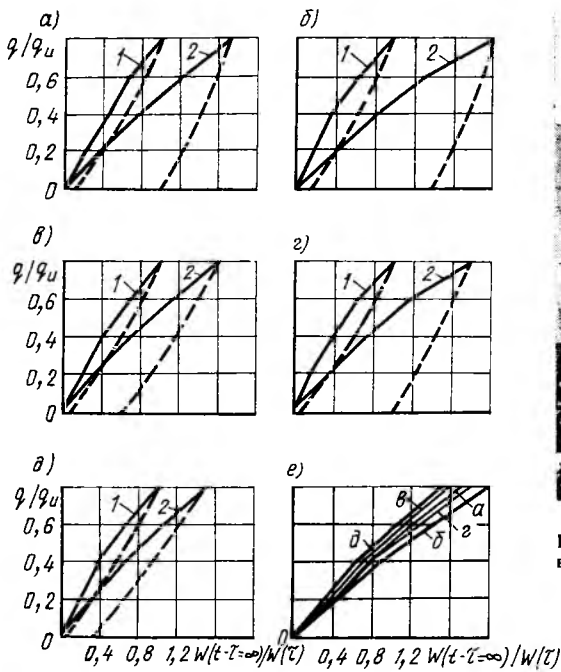 а) б)
q/qu 1 2 1 2
0,6
0,4
0,2
0
в) г)
q/qu 1 2 1 2
0,6
0,4
0,2
0
д) е)
q/qu 1 2 в а
0,6 д б г
0,4
0,2
0 0
0,4 0,8 1,2 W(t-τ=∞)/W(τ) 0,4 0,8 1,2 W(t-τ=∞)/W(τ)